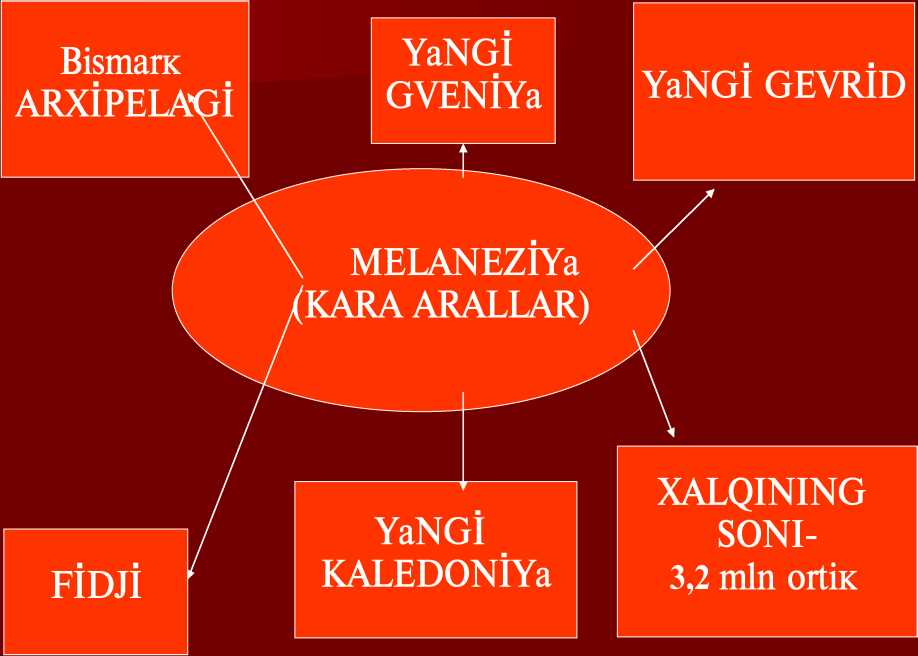 Bismarк
ARXİPELAGİ
YaNGİ
GVENİYa
YaNGİ GEVRİD
MELANEZİYa
(KARA ARALLAR)
FİDJİ
YaNGİ
KALEDONİYa
XALQINING
SONI-
3,2 mln ortiк